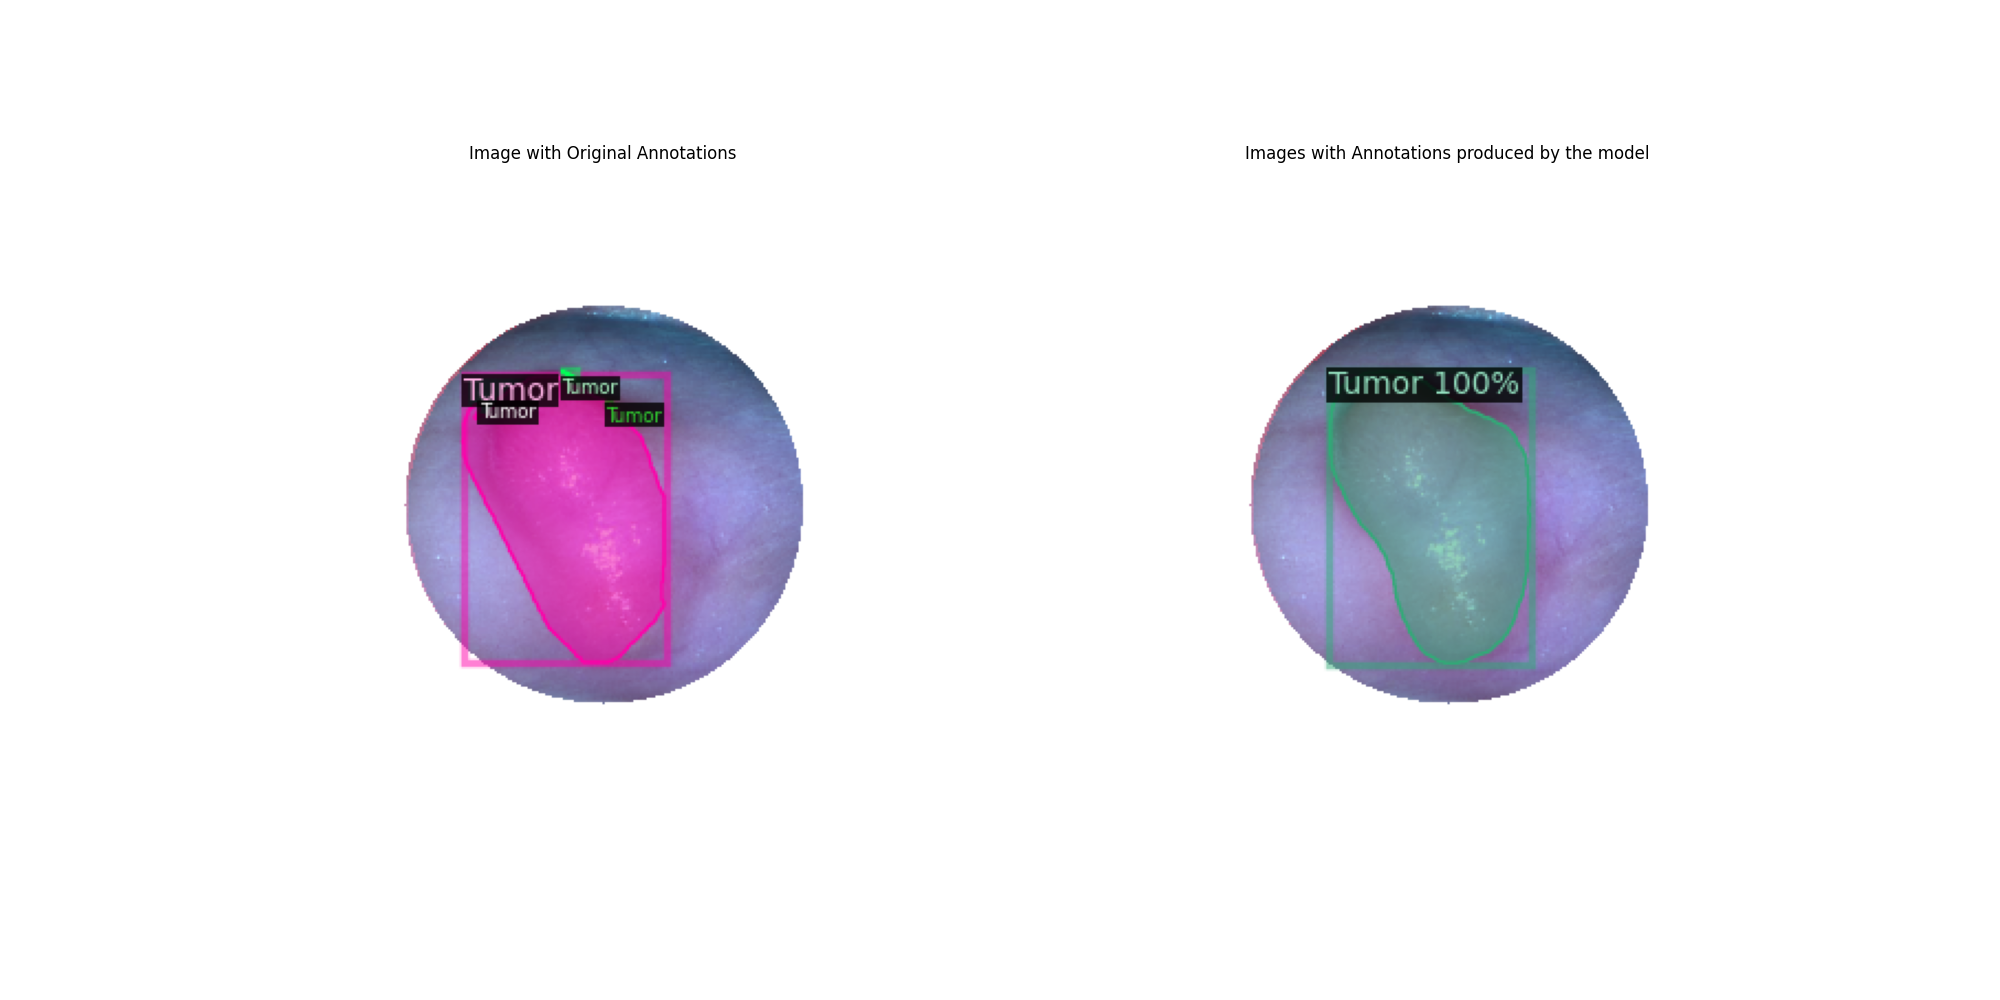 Image with Original Annotations
Images with Annotations produced by the model
Tumor
Tumor
Tumor
Tumor
Tumor 100%